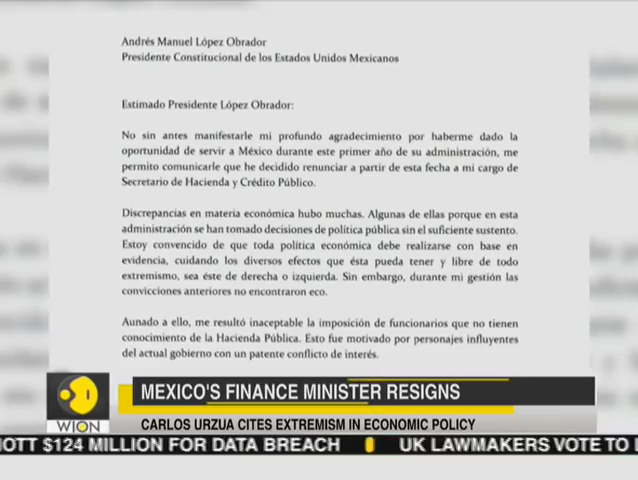 Andrés Manuel López Obrador
Presidente Constitucional de los Estados Unidos Mexicanos
Estimado Presidente López Obrador:
No sin antes manifestarle mi profundo agradecimiento por haberme dado la
oportunidad de servir a México durante este primer año de su administración, me
permito comunicarle que he decidido renunciar a partir de esta fecha a mi cargo de
Secretario de Hacienda y Crédito Público.
Discrepancias en materia económica hubo muchas. Algunas de ellas porque en esta
administración se han tomado decisiones de política pública sin el suficiente sustento.
Estoy convencido de que toda política económica debe realizarse con base en
evidencia, cuidando los diversos efectos que ésta pueda tener y libre de todo
extremismo, sea éste de derecha o izquierda. Sin embargo, durante mi gestión las
convicciones anteriores no encontraron eco.
Aunado a ello, me resultó inaceptable la imposición de funcionarios que no tienen
conocimiento de la Hacienda Pública. Esto fue motivado por personajes influyentes
del actual gobierno con un patente conflicto de interés.
MEXICO'S FINANCE MINISTER RESIGNS
WION
CARLOS URZUA CITES EXTREMISM IN ECONOMIC POLICY
OTT $124 MILLION FOR DATA BREACH UK LAWMAKERS VOTE TO